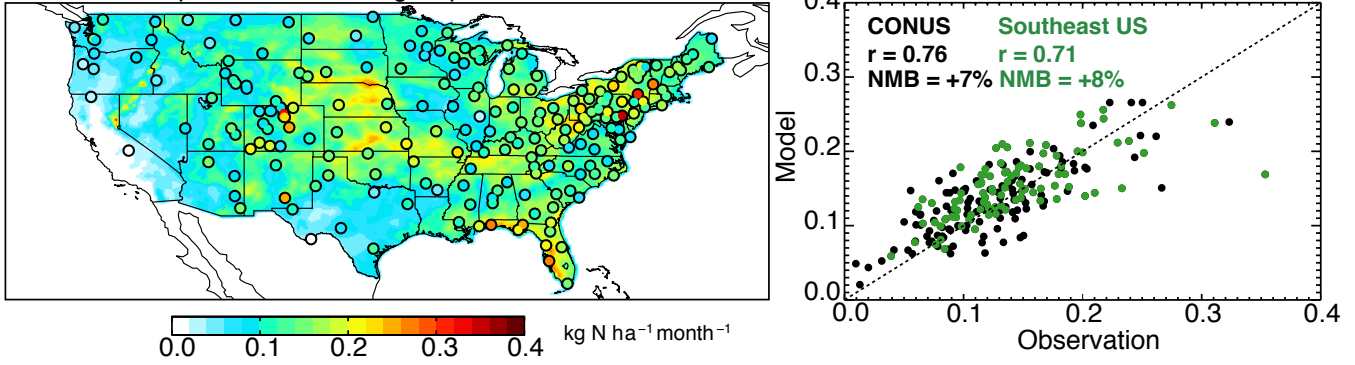 0.0 0.1 0.2 0.3 0.4 kg N ha⁻¹ month⁻¹
0.4
0.3
0.2
0.1
0.0
Model
CONUS Southeast US
r = 0.76 r = 0.71
NMB = +7% NMB = +8%
0.0 0.1 0.2 0.3 0.4
Observation